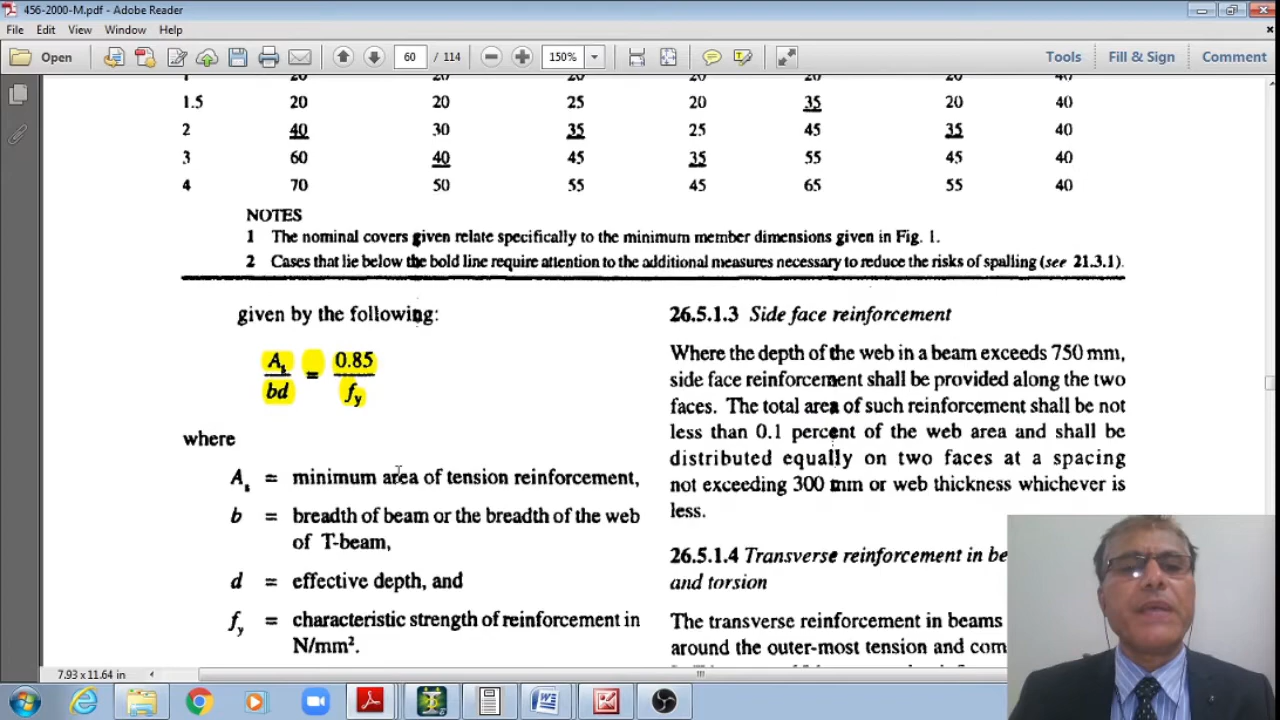 456-2000-M.pdf - Adobe Reader
File Edit View Window Help
Open 60 / 114 150% Tools Fill & Sign Comment
1.5 20 20 25 20 35 20 40
2 40 30 35 25 45 35 40
3 60 40 45 35 55 45 40
4 70 50 55 45 65 55 40
NOTES
1 The nominal covers given relate specifically to the minimum member dimensions given in Fig. 1.
2 Cases that lie below the bold line require attention to the additional measures necessary to reduce the risks of spalling (see 21.3.1).
given by the following:
As/bd = 0.85/fy
where
As = minimum area of tension reinforcement,
b = breadth of beam or the breadth of the web
of T-beam,
d = effective depth, and
fy = characteristic strength of reinforcement in
N/mm².
26.5.1.3 Side face reinforcement
Where the depth of the web in a beam exceeds 750 mm,
side face reinforcement shall be provided along the two
faces. The total area of such reinforcement shall be not
less than 0.1 percent of the web area and shall be
distributed equally on two faces at a spacing
not exceeding 300 mm or web thickness whichever is
less.
26.5.1.4 Transverse reinforcement in be
and torsion
The transverse reinforcement in beams
around the outer-most tension and com
7.93 x 11.64 in